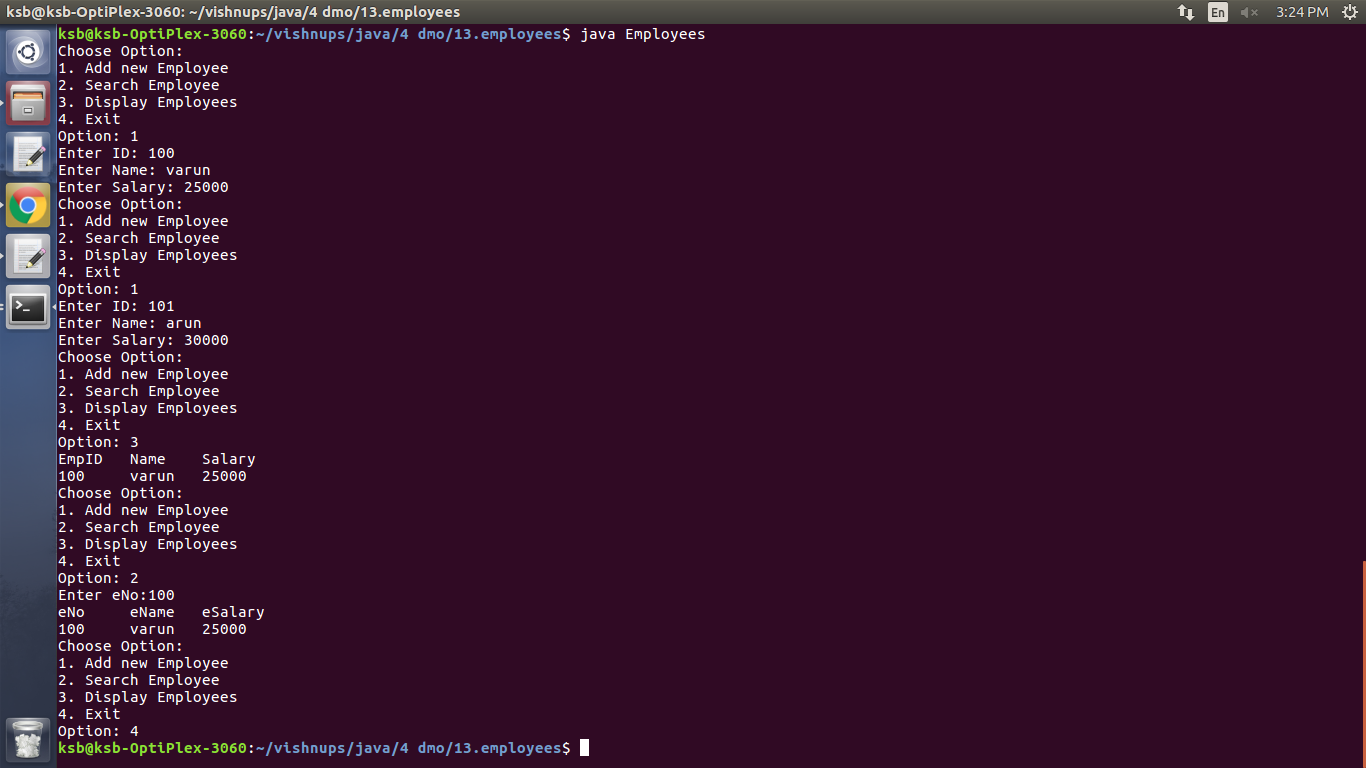 ksb@ksb-OptiPlex-3060: ~/vishnups/java/4 dmo/13.employees En 3:24 PM
ksb@ksb-OptiPlex-3060:~/vishnups/java/4 dmo/13.employees$ java Employees
Choose Option:
1. Add new Employee
2. Search Employee
3. Display Employees
4. Exit
Option: 1
Enter ID: 100
Enter Name: varun
Enter Salary: 25000
Choose Option:
1. Add new Employee
2. Search Employee
3. Display Employees
4. Exit
Option: 1
Enter ID: 101
Enter Name: arun
Enter Salary: 30000
Choose Option:
1. Add new Employee
2. Search Employee
3. Display Employees
4. Exit
Option: 3
EmpID   Name    Salary
100     varun   25000
Choose Option:
1. Add new Employee
2. Search Employee
3. Display Employees
4. Exit
Option: 2
Enter eNo:100
eNo     eName   eSalary
100     varun   25000
Choose Option:
1. Add new Employee
2. Search Employee
3. Display Employees
4. Exit
Option: 4
ksb@ksb-OptiPlex-3060:~/vishnups/java/4 dmo/13.employees$